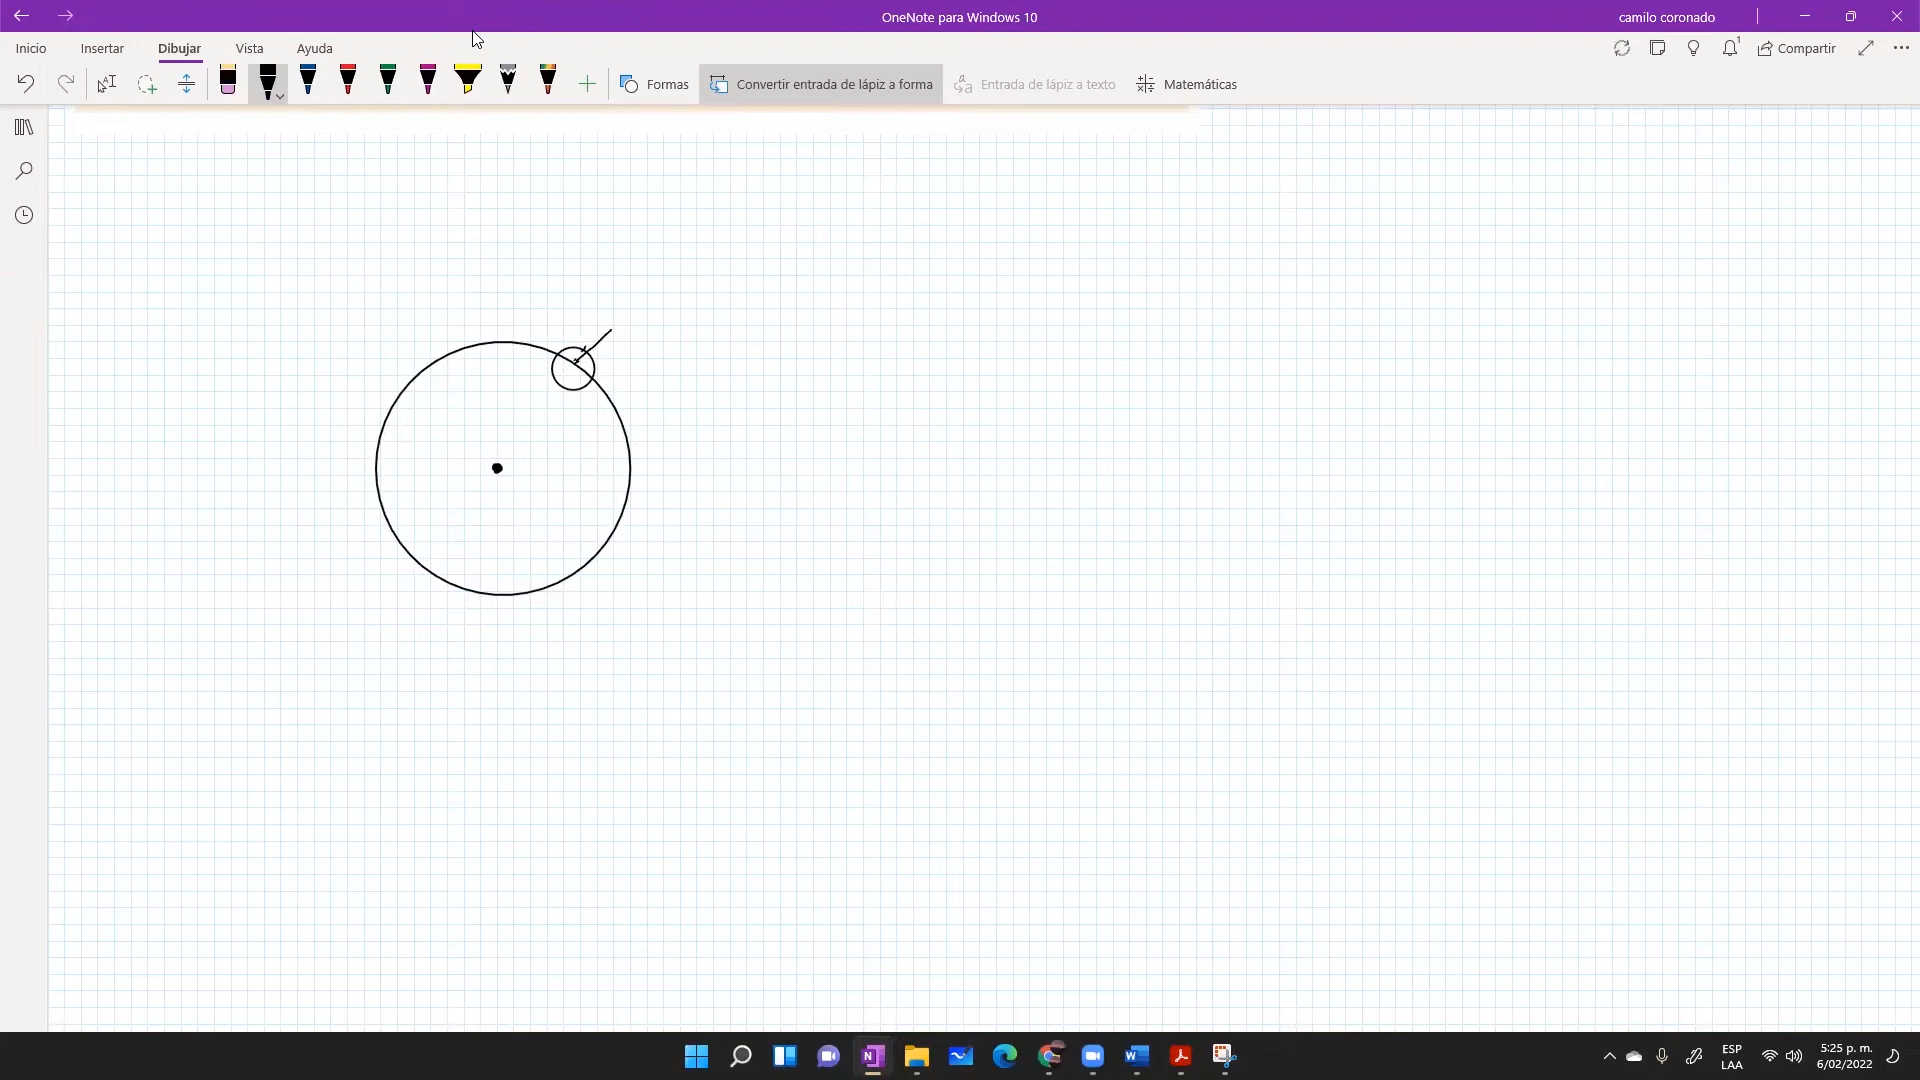 OneNote para Windows 10
camilo coronado
Inicio Insertar Dibujar Vista Ayuda
1
Compartir
Formas Convertir entrada de lápiz a forma Entrada de lápiz a texto Matemáticas
ESP
LAA
5:25 p. m.
6/02/2022